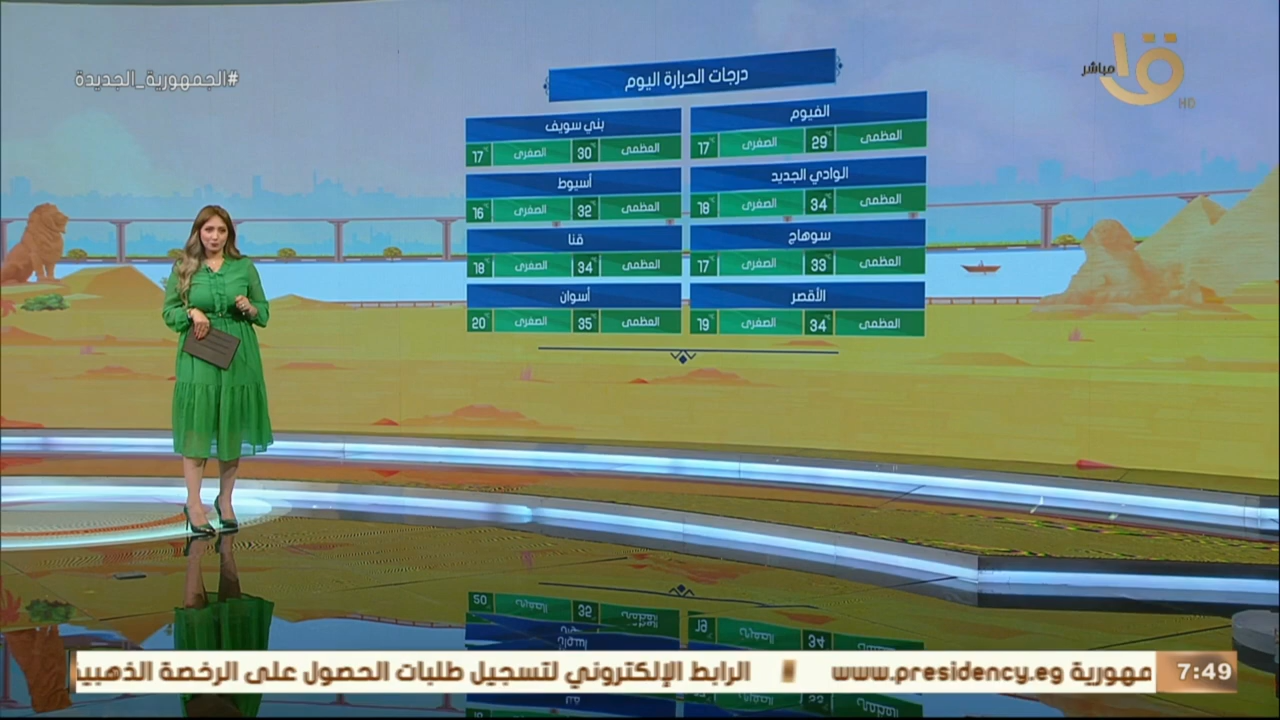 #الجمهورية_الجديدة
مباشر
HD
درجات الحرارة اليوم
الفيوم
العظمى 29° الصغرى 17°
بني سويف
العظمى 30° الصغرى 17°
الوادي الجديد
العظمى 34° الصغرى 18°
أسيوط
العظمى 32° الصغرى 16°
سوهاج
العظمى 33° الصغرى 17°
قنا
العظمى 34° الصغرى 18°
الأقصر
العظمى 34° الصغرى 19°
أسوان
العظمى 35° الصغرى 20°
7:49
مهورية www.presidency.eg
الرابط الإلكتروني لتسجيل طلبات الحصول على الرخصة الذهبية